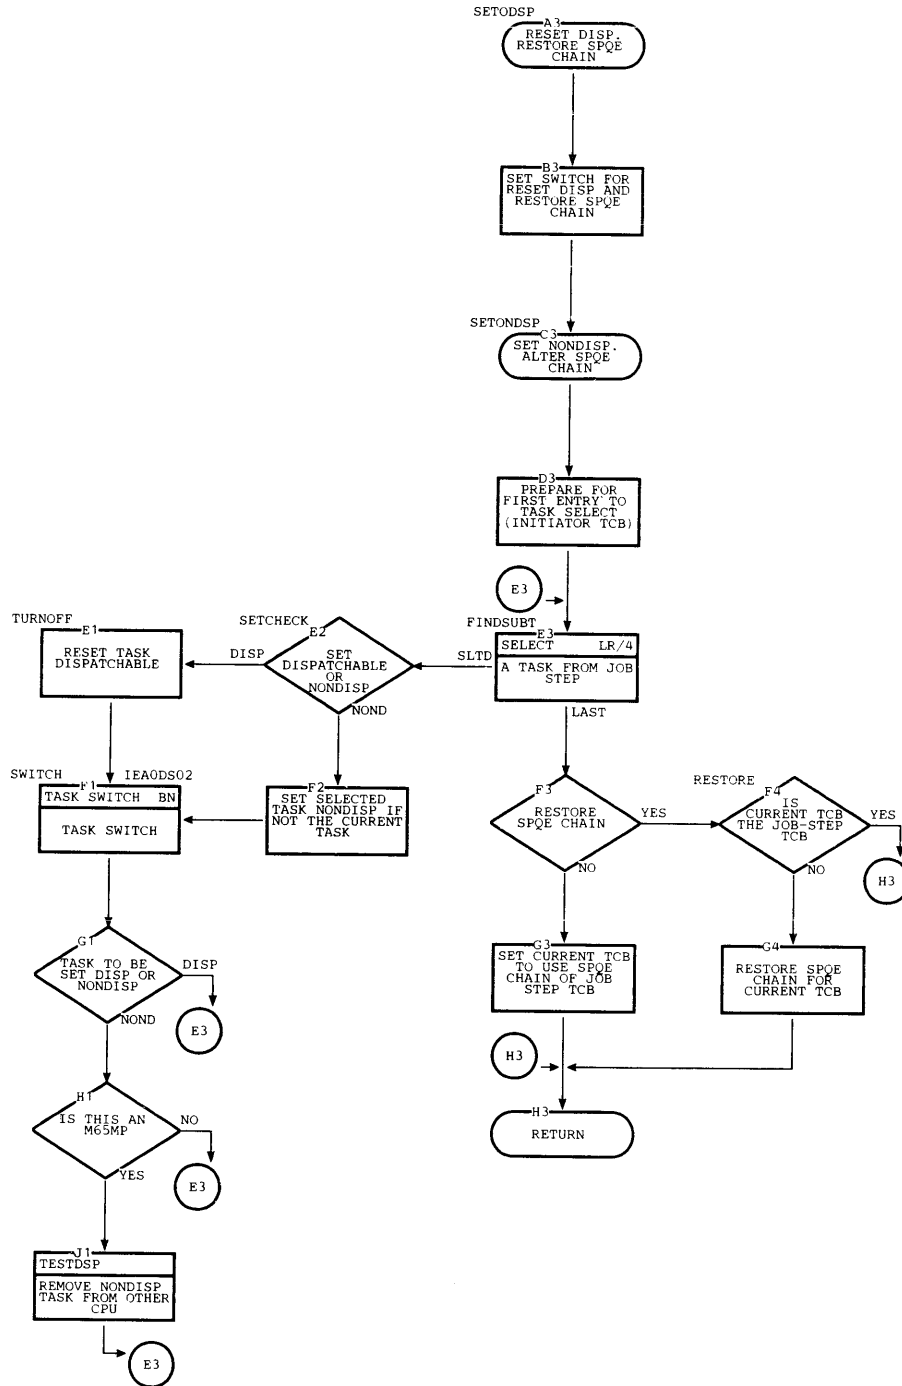 SETODSP
A3
RESET DISP.
RESTORE SPQE
CHAIN
B3
SET SWITCH FOR
RESET DISP AND
RESTORE SPQE
CHAIN
SETONDSP
C3
SET NONDISP.
ALTER SPQE
CHAIN
D3
PREPARE FOR
FIRST ENTRY TO
TASK SELECT
(INITIATOR TCB)
E3
FINDSUBT
E3
SELECT LR/4
A TASK FROM JOB
STEP
SLTD
LAST
SETCHECK
E2
SET
DISPATCHABLE
OR
NONDISP
DISP
NOND
TURNOFF
E1
RESET TASK
DISPATCHABLE
SWITCH IEAODS02
F1
TASK SWITCH BN
TASK SWITCH
F2
SET SELECTED
TASK NONDISP IF
NOT THE CURRENT
TASK
F3
RESTORE
SPQE CHAIN
YES
NO
RESTORE
F4
IS
CURRENT TCB
THE JOB-STEP
TCB
YES
H3
NO
G1
TASK TO BE
SET DISP OR
NONDISP
DISP
E3
NOND
G3
SET CURRENT TCB
TO USE SPQE
CHAIN OF JOB
STEP TCB
G4
RESTORE SPQE
CHAIN FOR
CURRENT TCB
H3
H1
IS THIS AN
M65MP
NO
E3
YES
H3
RETURN
J1
TESTDSP
REMOVE NONDISP
TASK FROM OTHER
CPU
E3